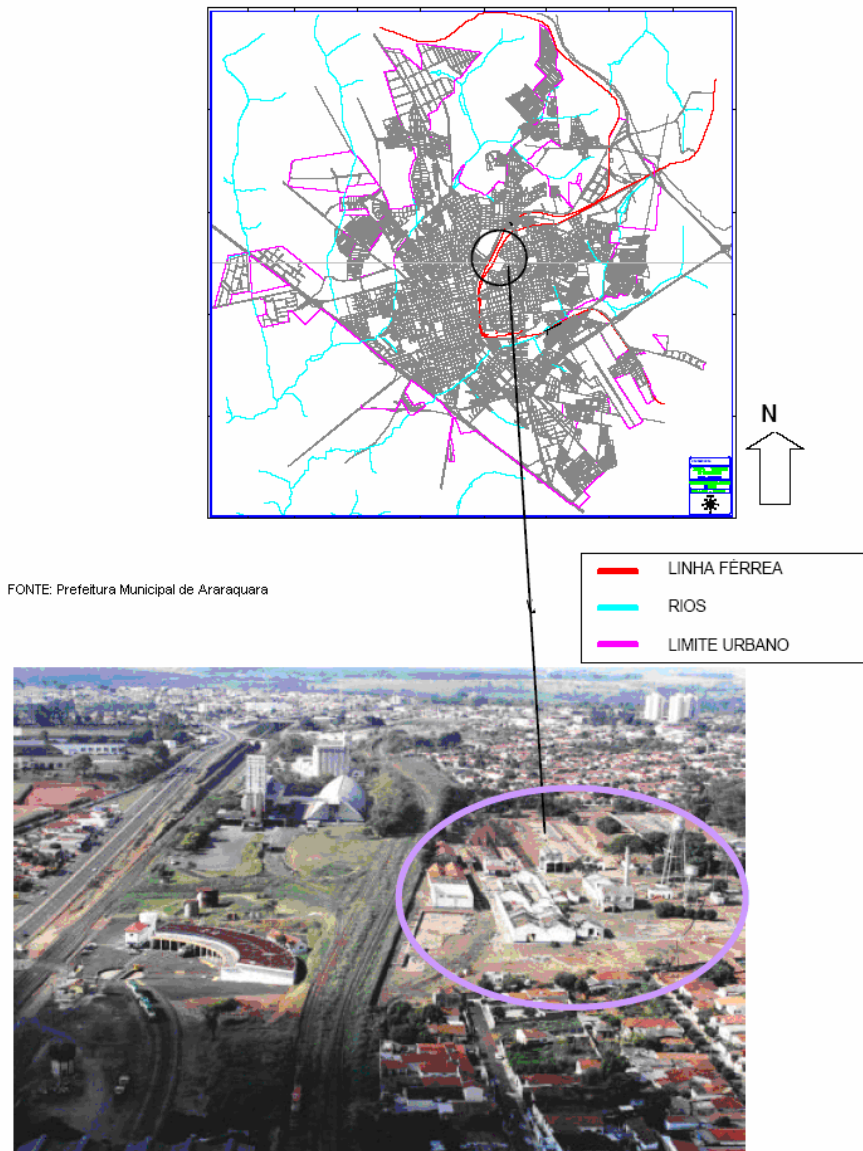 N
FONTE: Prefeitura Municipal de Araraquara
LINHA FÉRREA
RIOS
LIMITE URBANO